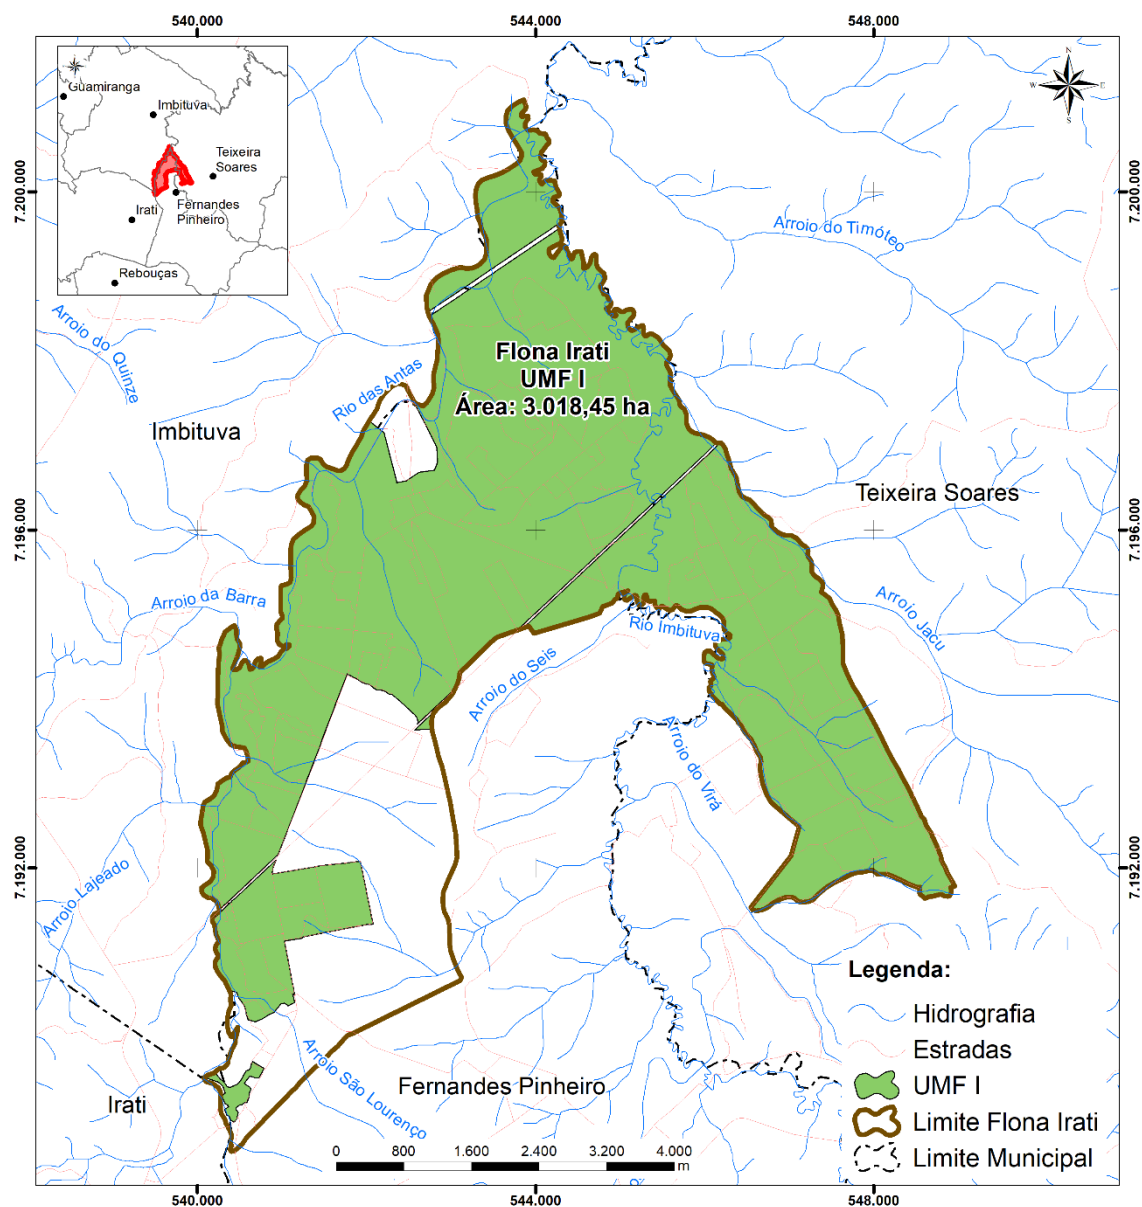 540.000
544.000
548.000
Guamiranga
Imbituva
Teixeira
Soares
Irati
Fernandes
Pinheiro
Rebouças
N
W
E
S
7.200.000
7.200.000
Arroio do Timóteo
Arroio do Quinze
Rio das Antas
Flona Irati
UMF I
Área: 3.018,45 ha
Imbituva
Teixeira Soares
7.196.000
7.196.000
Arroio da Barra
Arroio Jacu
Rio Imbituva
Arroio do Seis
Arroio do Virá
7.192.000
7.192.000
Arroio Lajeado
Arroio São Lourenço
Fernandes Pinheiro
Irati
Legenda:
Hidrografia
Estradas
UMF I
Limite Flona Irati
Limite Municipal
0 800 1.600 2.400 3.200 4.000
m
540.000
544.000
548.000